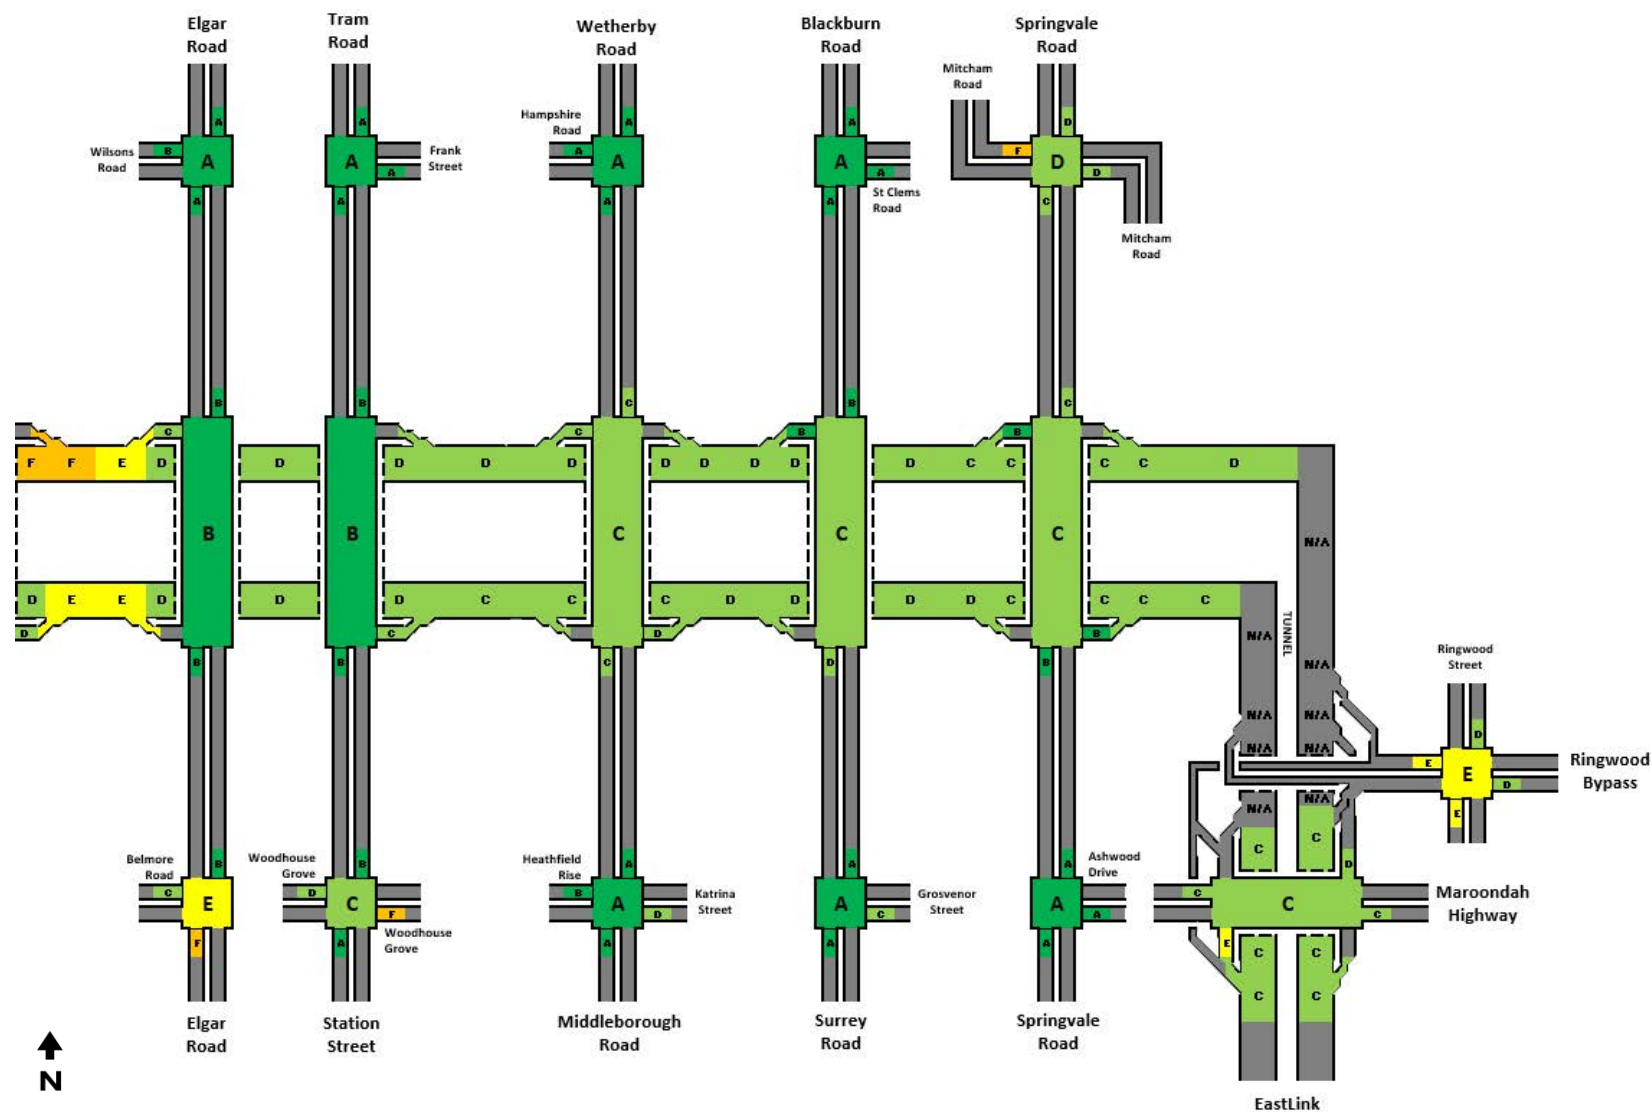 Elgar
Road
Tram
Road
Wetherby
Road
Blackburn
Road
Springvale
Road
Mitcham
Road
A
A
A
A
D
Hampshire
Road
Wilsons
Road
B
A
A
Frank
Street
A
A
A
A
A
St Clems
Road
F
D
D
Mitcham
Road
A
A
A
A
C
B
B
C
B
C
C
C
B
B
F
F
E
D
D
D
D
D
D
D
D
D
D
C
C
C
C
D
B
B
C
C
C
N/A
D
E
E
D
D
D
C
C
C
D
D
D
D
C
C
C
C
D
C
D
B
B
B
C
D
B
TUNNEL
N/A
N/A
N/A
N/A
N/A
N/A
N/A
N/A
Ringwood
Street
D
E
E
D
E
Ringwood
Bypass
C
C
D
Belmore
Road
C
B
E
F
Woodhouse
Grove
D
B
C
F
Woodhouse
Grove
A
Heathfield
Rise
B
A
A
D
Katrina
Street
A
A
A
C
Grosvenor
Street
A
A
A
Ashwood
Drive
A
A
C
C
C
Maroondah
Highway
E
C
C
C
C
Elgar
Road
Station
Street
Middleborough
Road
Surrey
Road
Springvale
Road
EastLink
N